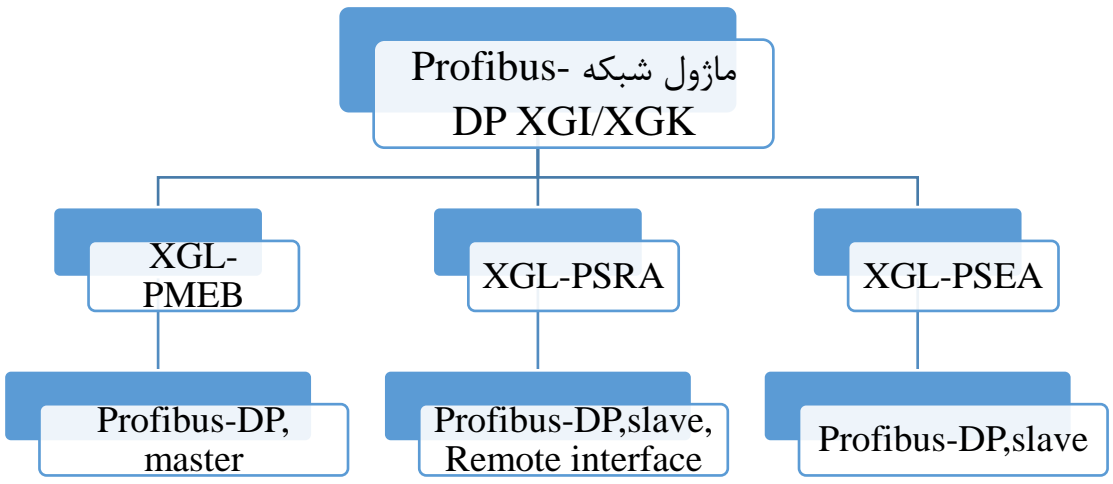 ماژول شبکه Profibus-
DP XGI/XGK
XGL-
PMEB
XGL-PSRA
XGL-PSEA
Profibus-DP,
master
Profibus-DP,slave,
Remote interface
Profibus-DP,slave